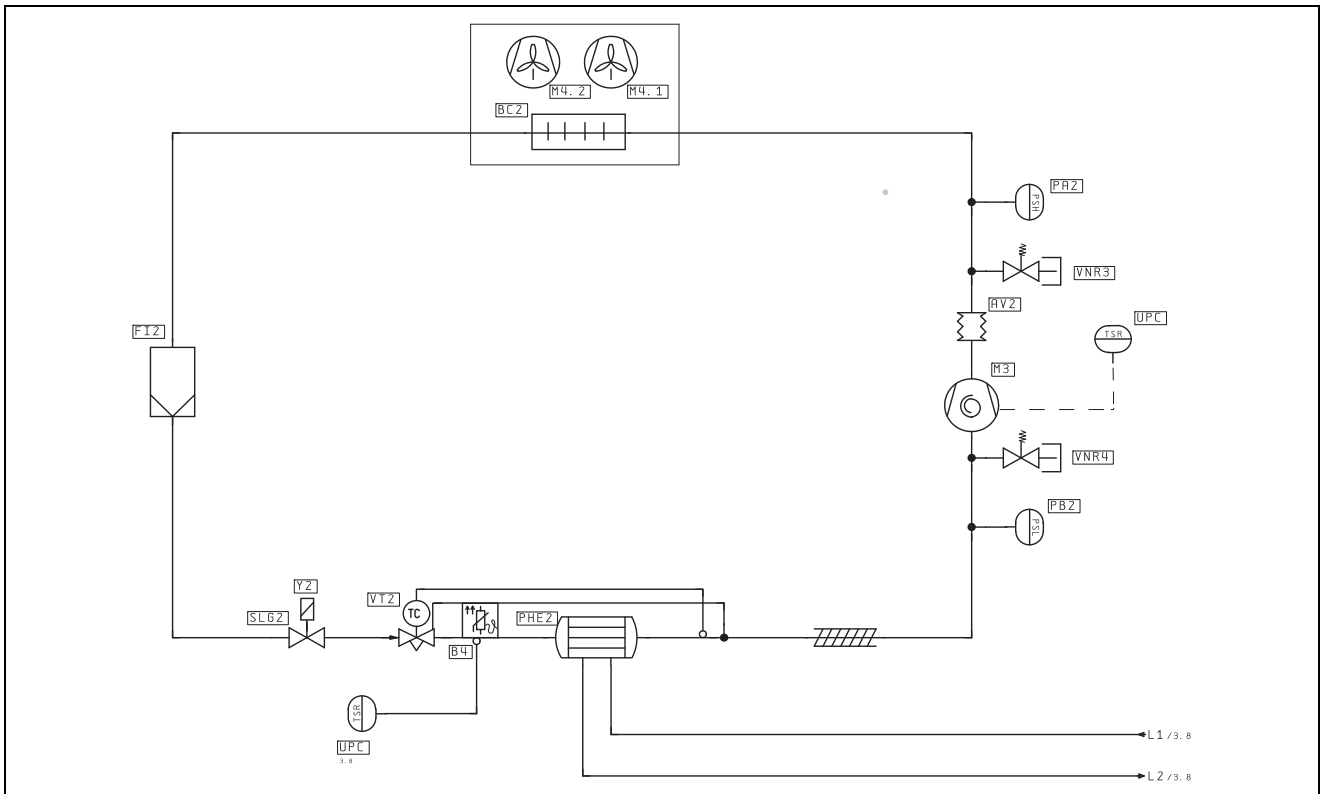 M4.2
M4.1
BC2
PA2
PSH
VNR3
AV2
FI2
UPC
TSR
M3
VNR4
PB2
PSL
Y2
VT2
SLG2
TC
PHE2
B4
TSR
UPC
3.8
L1/3.8
L2/3.8